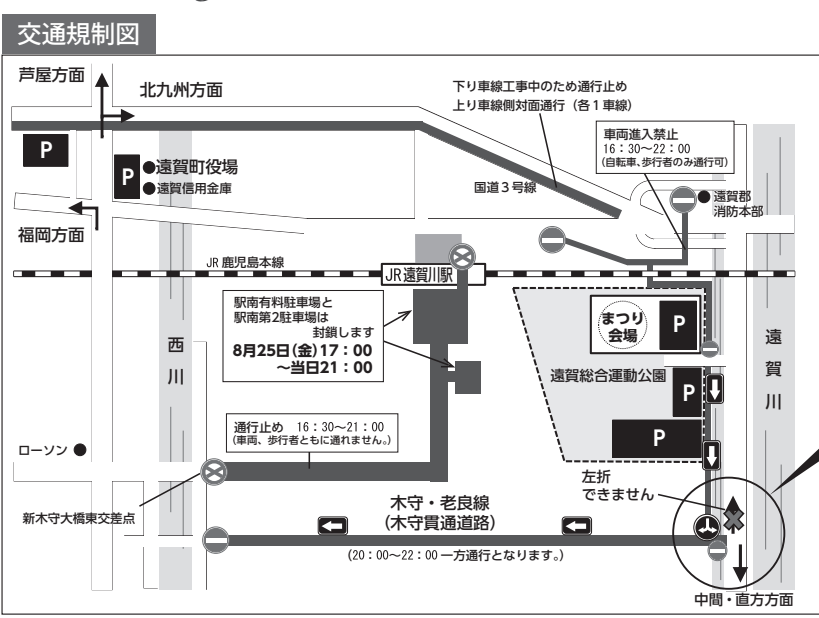 交通規制図
芦屋方面
北九州方面
下り車線工事中のため通行止め
上り車線側対面通行（各１車線）
車両進入禁止
16：30～22：00
（自転車、歩行者のみ通行可）
P
P
●遠賀町役場
●遠賀信用金庫
国道３号線
●遠賀郡
消防本部
福岡方面
JR 鹿児島本線
JR遠賀川駅
駅南有料駐車場と
駅南第2駐車場は
封鎖します
8月25日（金）17：00
～当日21：00
まつり
会場
P
西川
遠賀川
遠賀総合運動公園
P
P
通行止め　16：30～21：00
（車両、歩行者ともに通れません。）
ローソン●
左折
できません
新木守大橋東交差点
木守・老良線
（木守貫通道路）
（20：00～22：00 一方通行となります。）
中間・直方方面